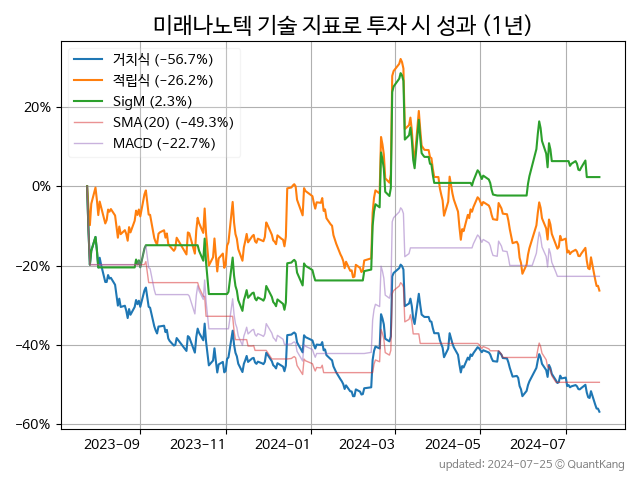 미래나노텍 기술 지표로 투자 시 성과 (1년)
거치식 (-56.7%)
적립식 (-26.2%)
SigM (2.3%)
SMA(20) (-49.3%)
MACD (-22.7%)
20%
0%
-20%
-40%
-60%
2023-09
2023-11
2024-01
2024-03
2024-05
2024-07
updated: 2024-07-25 © QuantKang